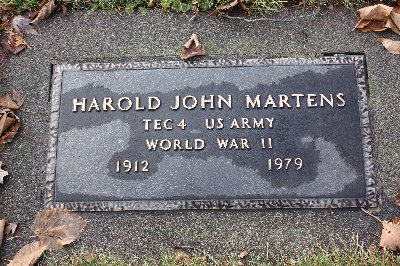 HAROLD JOHN MARTENS
TEC 4 US ARMY
WORLD WAR II
1912 1979